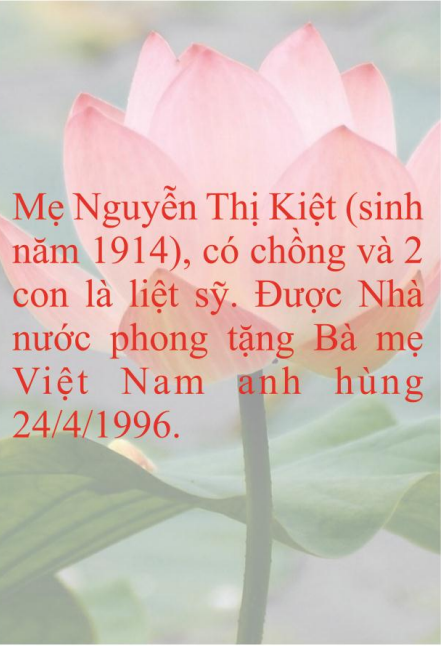 Mẹ Nguyễn Thị Kiệt (sinh
năm 1914), có chồng và 2
con là liệt sỹ. Được Nhà
nước phong tặng Bà mẹ
Việt Nam anh hùng
24/4/1996.